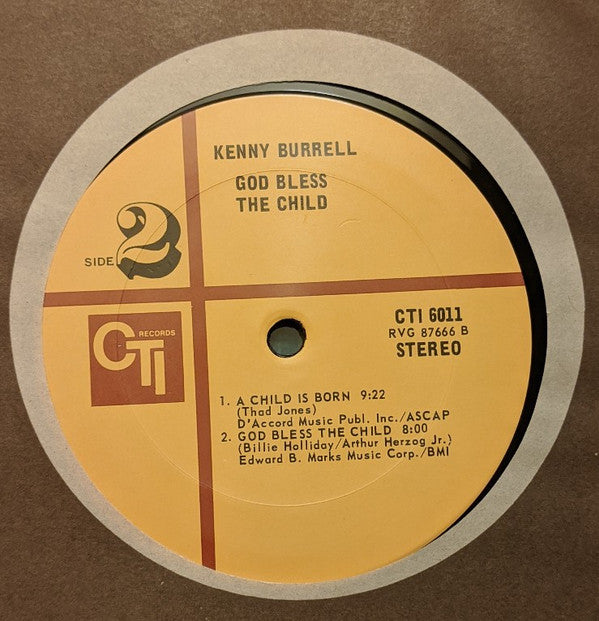 KENNY BURRELL
GOD BLESS
THE CHILD
SIDE 2
CTI RECORDS
CTI 6011
RVG 87666 B
STEREO
1. A CHILD IS BORN 9:22
(Thad Jones)
D'Accord Music Publ. Inc./ASCAP
2. GOD BLESS THE CHILD 8:00
(Billie Holliday/Arthur Herzog Jr.)
Edward B. Marks Music Corp./BMI